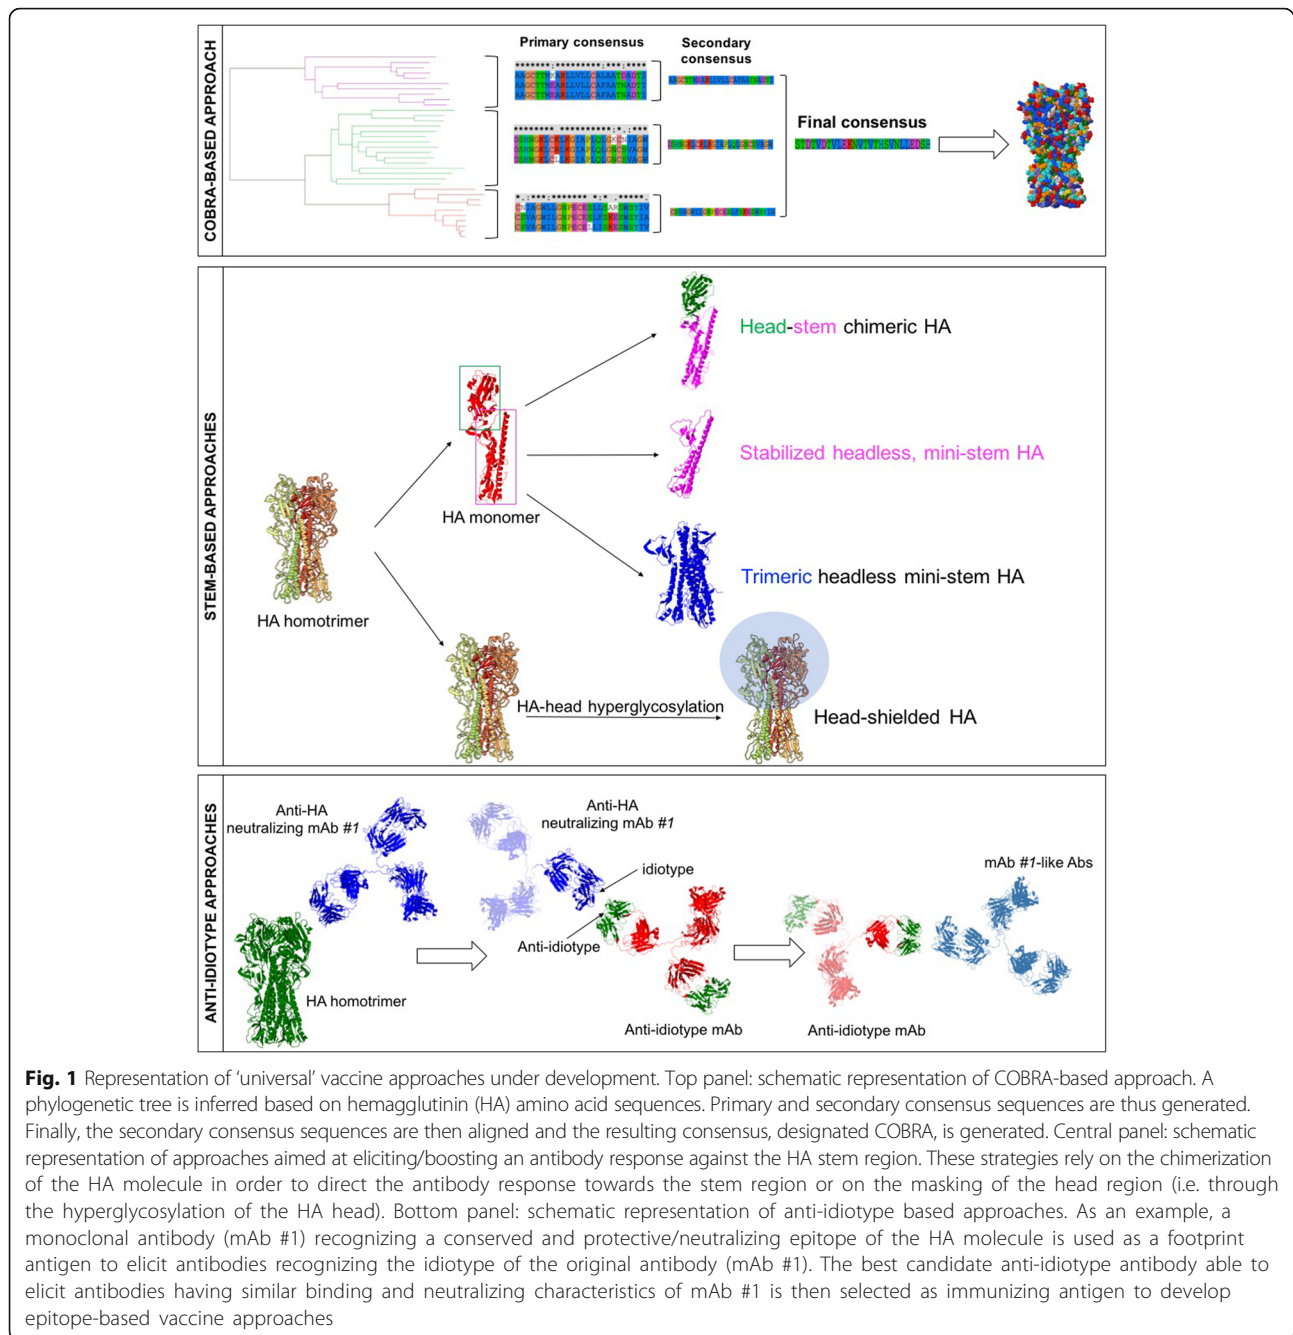 COBRA-BASED APPROACH
Primary consensus
Secondary
consensus
Final consensus
STEM-BASED APPROACHES
Head-stem chimeric HA
Stabilized headless, mini-stem HA
HA monomer
Trimeric headless mini-stem HA
HA homotrimer
HA-head hyperglycosylation
Head-shielded HA
ANTI-IDIOTYPE APPROACHES
Anti-HA
neutralizing mAb #1
Anti-HA
neutralizing mAb #1
idiotype
mAb #1-like Abs
Anti-idiotype
HA homotrimer
Anti-idiotype mAb
Anti-idiotype mAb
Fig. 1 Representation of ‘universal’ vaccine approaches under development. Top panel: schematic representation of COBRA-based approach. A
phylogenetic tree is inferred based on hemagglutinin (HA) amino acid sequences. Primary and secondary consensus sequences are thus generated.
Finally, the secondary consensus sequences are then aligned and the resulting consensus, designated COBRA, is generated. Central panel: schematic
representation of approaches aimed at eliciting/boosting an antibody response against the HA stem region. These strategies rely on the chimerization
of the HA molecule in order to direct the antibody response towards the stem region or on the masking of the head region (i.e. through
the hyperglycosylation of the HA head). Bottom panel: schematic representation of anti-idiotype based approaches. As an example, a
monoclonal antibody (mAb #1) recognizing a conserved and protective/neutralizing epitope of the HA molecule is used as a footprint
antigen to elicit antibodies recognizing the idiotype of the original antibody (mAb #1). The best candidate anti-idiotype antibody able to
elicit antibodies having similar binding and neutralizing characteristics of mAb #1 is then selected as immunizing antigen to develop
epitope-based vaccine approaches